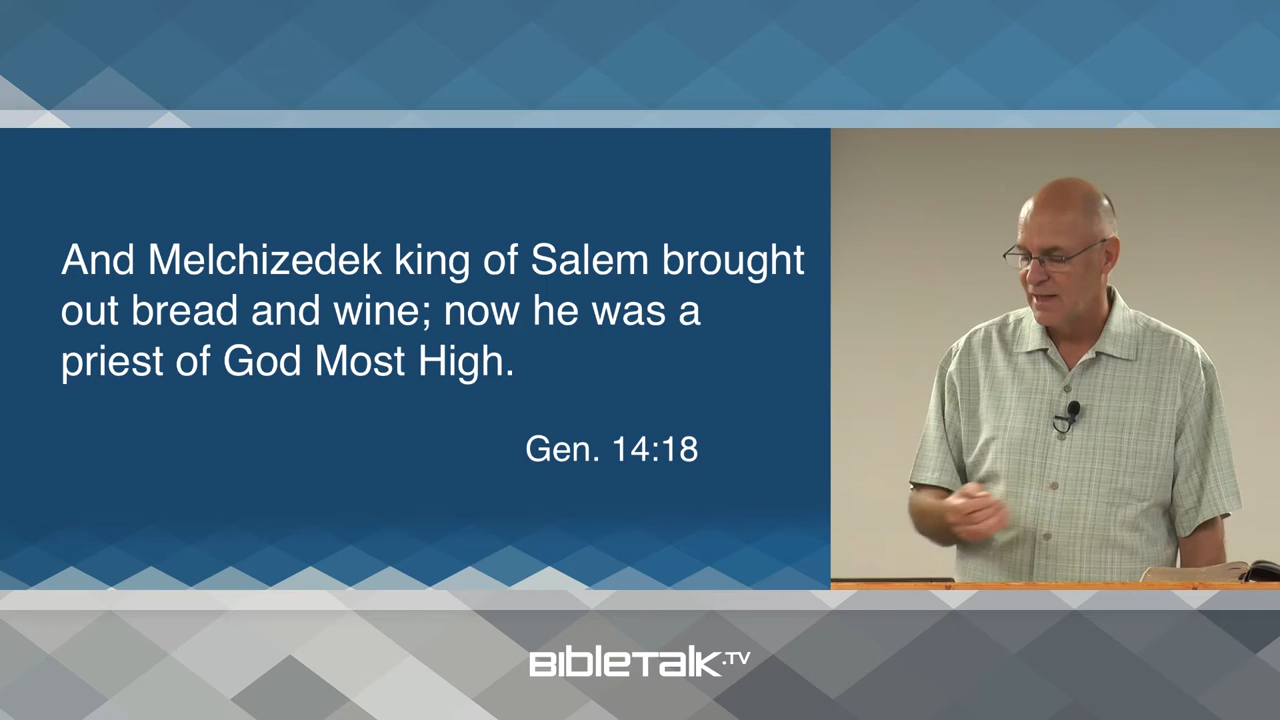 And Melchizedek king of Salem brought
out bread and wine; now he was a
priest of God Most High.
Gen. 14:18
BIBLETALK.TV